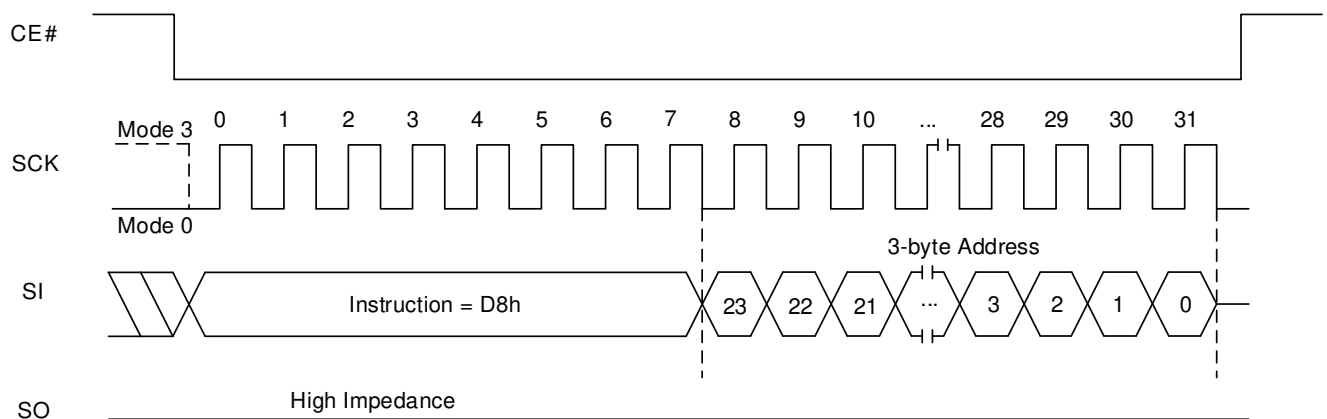 CE#
0 1 2 3 4 5 6 7 8 9 10 ... 28 29 30 31
Mode 3
SCK
Mode 0
3-byte Address
SI
Instruction = D8h
23 22 21 ... 3 2 1 0
High Impedance
SO